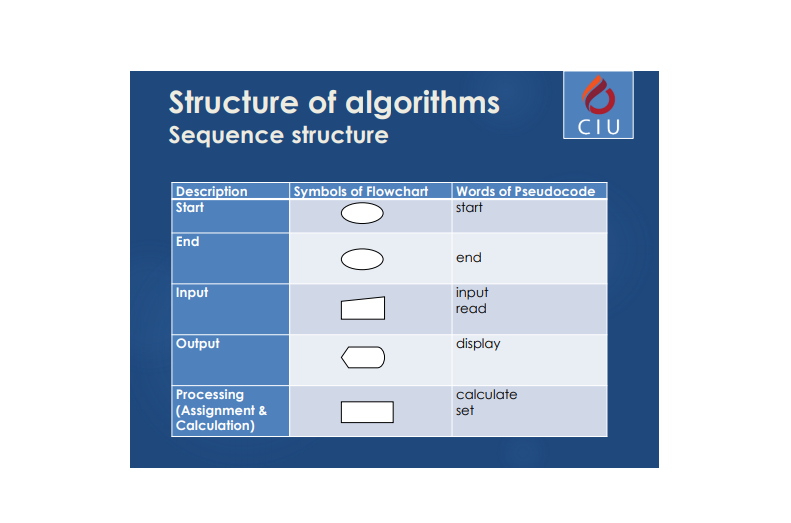 Structure of algorithms
Sequence structure
CIU
Description Symbols of Flowchart Words of Pseudocode
Start start
End
end
Input input
read
Output display
Processing calculate
(Assignment & set
Calculation)